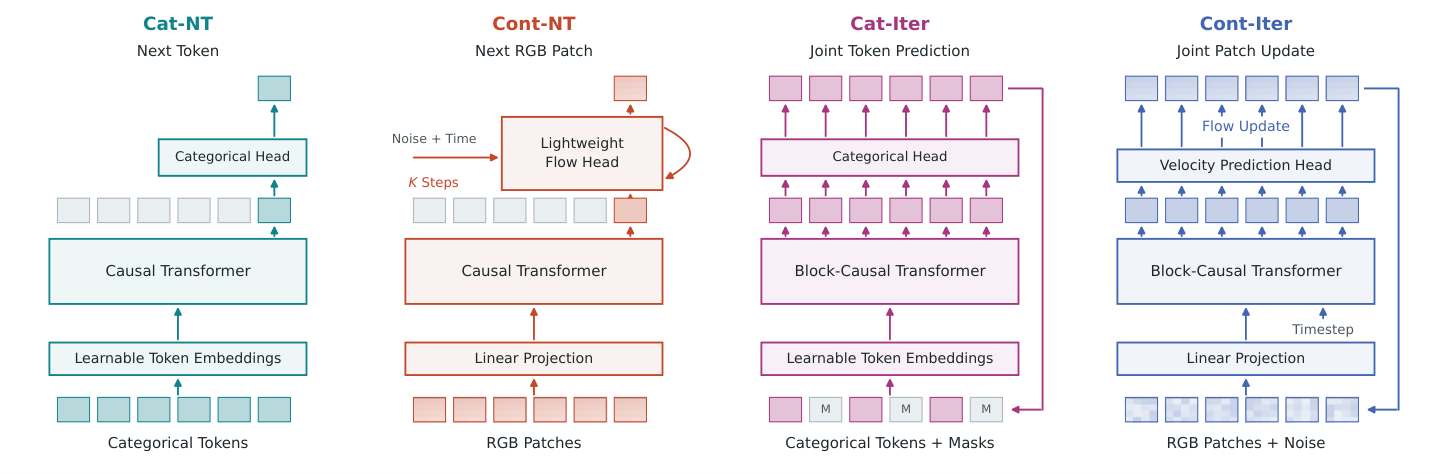 Cat-NT
Next Token
Categorical Head
Causal Transformer
Learnable Token Embeddings
Categorical Tokens
Cont-NT
Next RGB Patch
Noise + Time
K Steps
Lightweight
Flow Head
Causal Transformer
Linear Projection
RGB Patches
Cat-Iter
Joint Token Prediction
Categorical Head
Block-Causal Transformer
Learnable Token Embeddings
M M M
Categorical Tokens + Masks
Cont-Iter
Joint Patch Update
Flow Update
Velocity Prediction Head
Block-Causal Transformer
Timestep
Linear Projection
RGB Patches + Noise